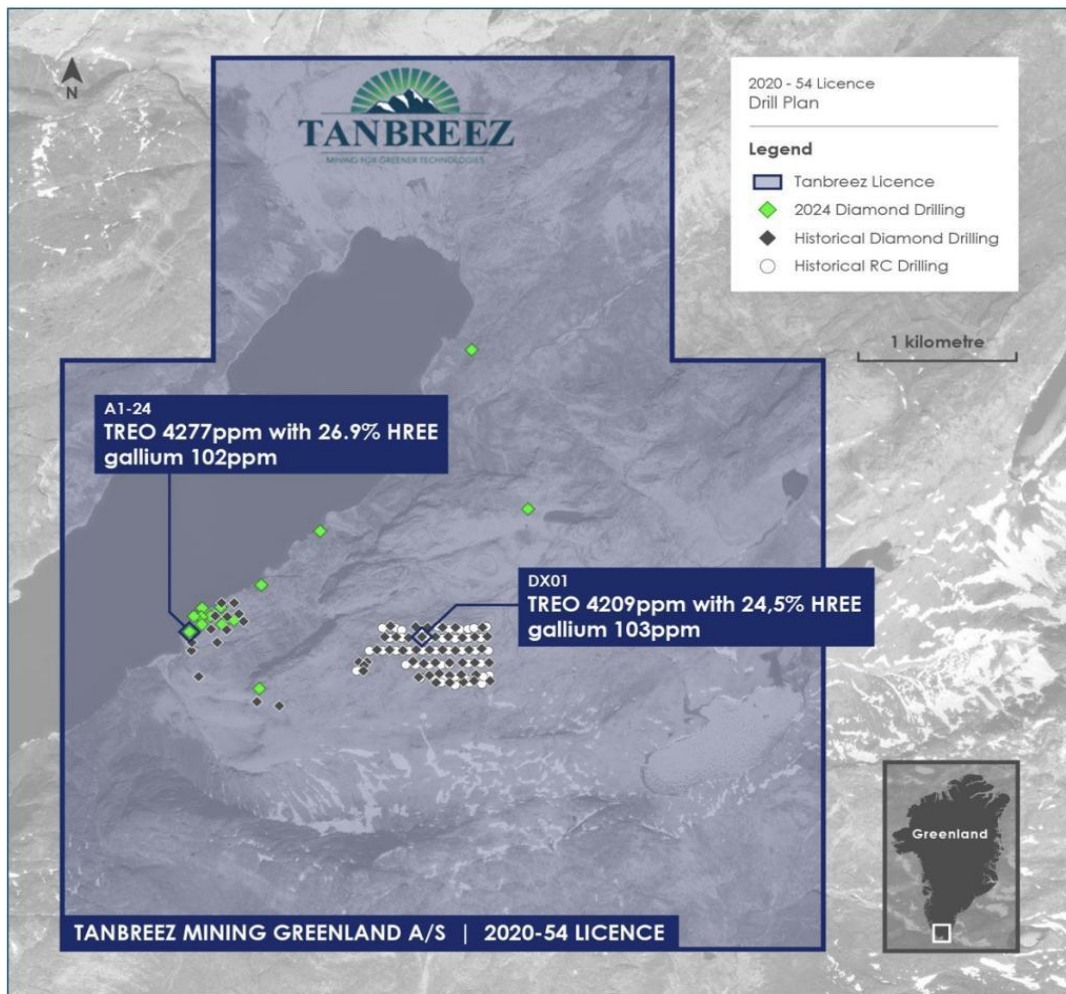 N
TANBREEZ
MINING FOR GREENER TECHNOLOGIES
2020 - 54 Licence
Drill Plan
Legend
Tanbreez Licence
2024 Diamond Drilling
Historical Diamond Drilling
Historical RC Drilling
1 kilometre
A1-24
TREO 4277ppm with 26.9% HREE
gallium 102ppm
DX01
TREO 4209ppm with 24,5% HREE
gallium 103ppm
Greenland
TANBREEZ MINING GREENLAND A/S | 2020-54 LICENCE